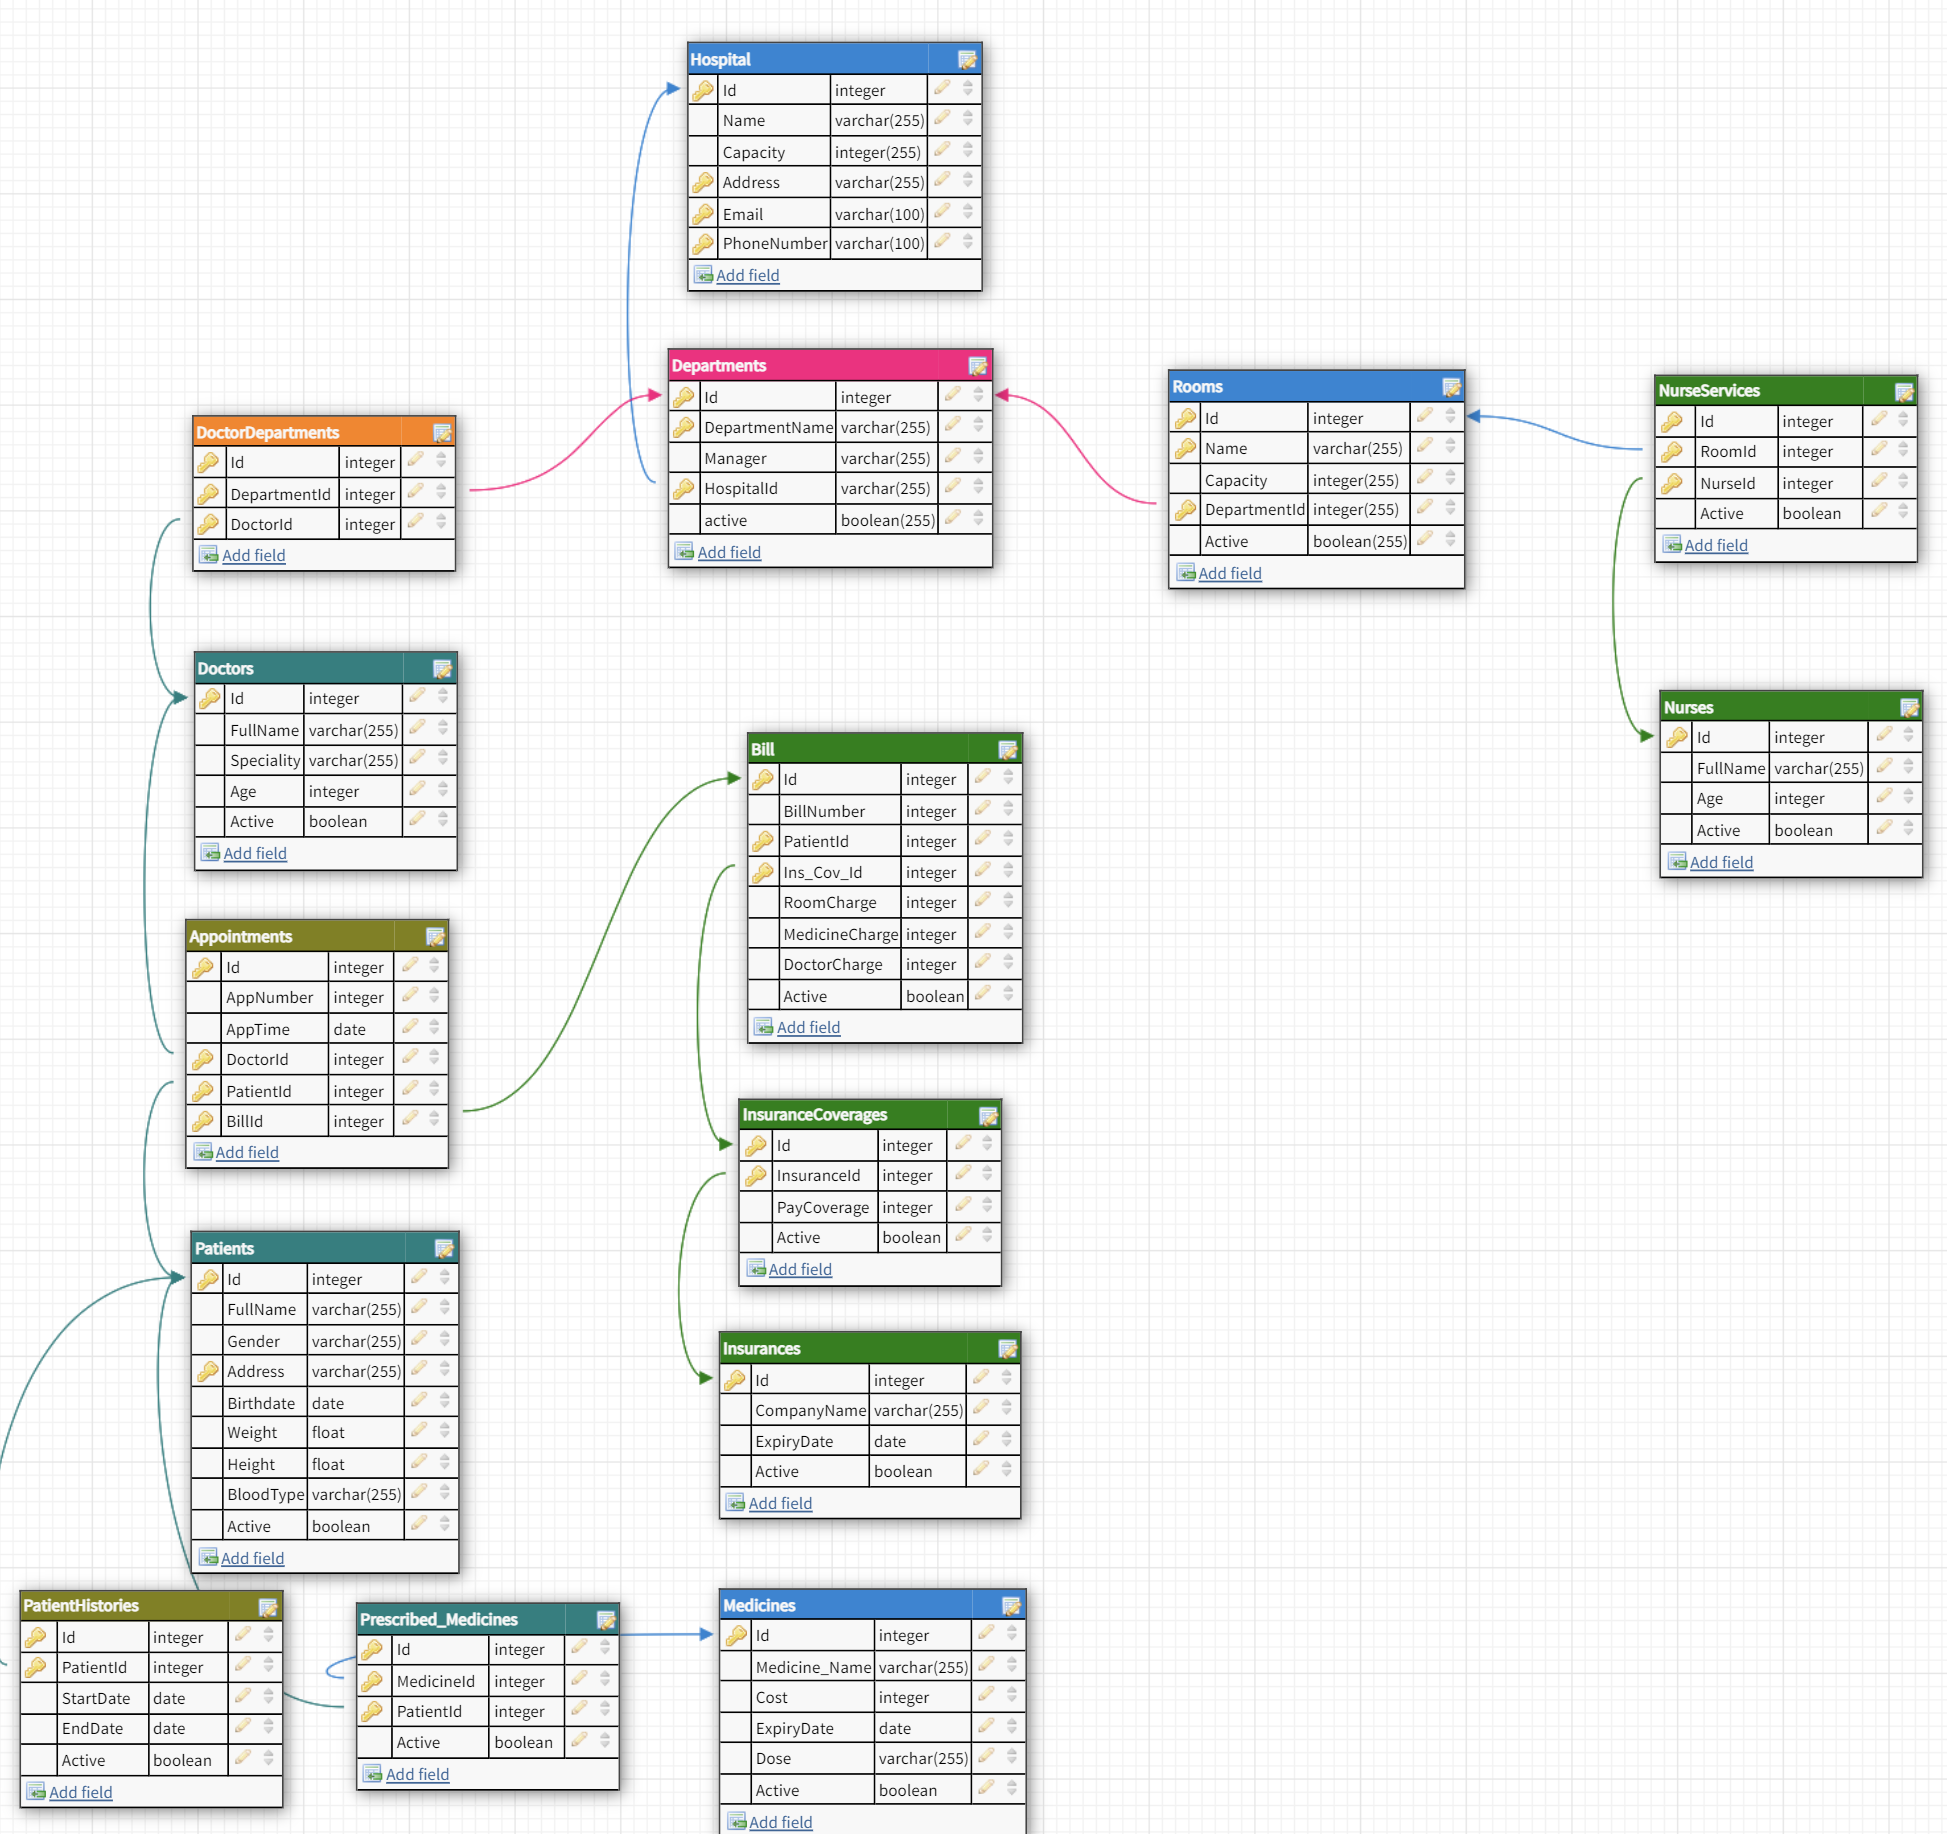 Hospital
Id integer
Name varchar(255)
Capacity integer(255)
Address varchar(255)
Email varchar(100)
PhoneNumber varchar(100)
Add field
Departments
Id integer
DepartmentName varchar(255)
Manager varchar(255)
HospitalId varchar(255)
active boolean(255)
Add field
Rooms
Id integer
Name varchar(255)
Capacity integer(255)
DepartmentId integer(255)
Active boolean(255)
Add field
NurseServices
Id integer
RoomId integer
NurseId integer
Active boolean
Add field
DoctorDepartments
Id integer
DepartmentId integer
DoctorId integer
Add field
Doctors
Id integer
FullName varchar(255)
Speciality varchar(255)
Age integer
Active boolean
Add field
Nurses
Id integer
FullName varchar(255)
Age integer
Active boolean
Add field
Bill
Id integer
BillNumber integer
PatientId integer
Ins_Cov_Id integer
RoomCharge integer
MedicineCharge integer
DoctorCharge integer
Active boolean
Add field
Appointments
Id integer
AppNumber integer
AppTime date
DoctorId integer
PatientId integer
BillId integer
Add field
InsuranceCoverages
Id integer
InsuranceId integer
PayCoverage integer
Active boolean
Add field
Patients
Id integer
FullName varchar(255)
Gender varchar(255)
Address varchar(255)
Birthdate date
Weight float
Height float
BloodType varchar(255)
Active boolean
Add field
Insurances
Id integer
CompanyName varchar(255)
ExpiryDate date
Active boolean
Add field
PatientHistories
Id integer
PatientId integer
StartDate date
EndDate date
Active boolean
Add field
Prescribed_Medicines
Id integer
MedicineId integer
PatientId integer
Active boolean
Add field
Medicines
Id integer
Medicine_Name varchar(255)
Cost integer
ExpiryDate date
Dose varchar(255)
Active boolean
Add field